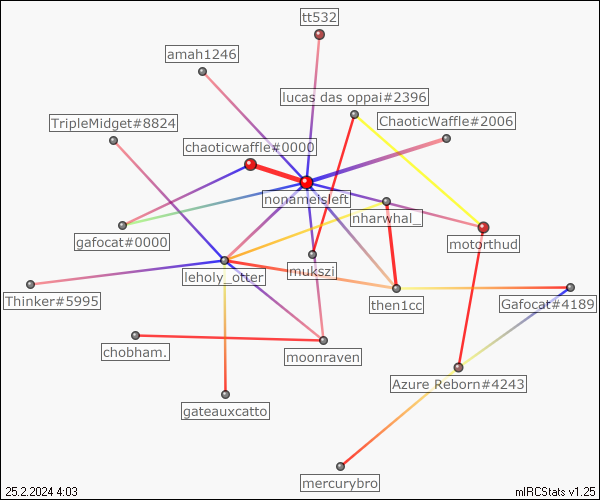 tt532
amah1246
lucas das oppai#2396
TripleMidget#8824
ChaoticWaffle#2006
chaoticwaffle#0000
nonameisleft
nharwhal_
gafocat#0000
motorthud
leholy_otter
mukszi
Thinker#5995
then1cc
Gafocat#4189
chobham.
moonraven
Azure Reborn#4243
gateauxcatto
mercurybro
25.2.2024 4:03
mIRCStats v1.25